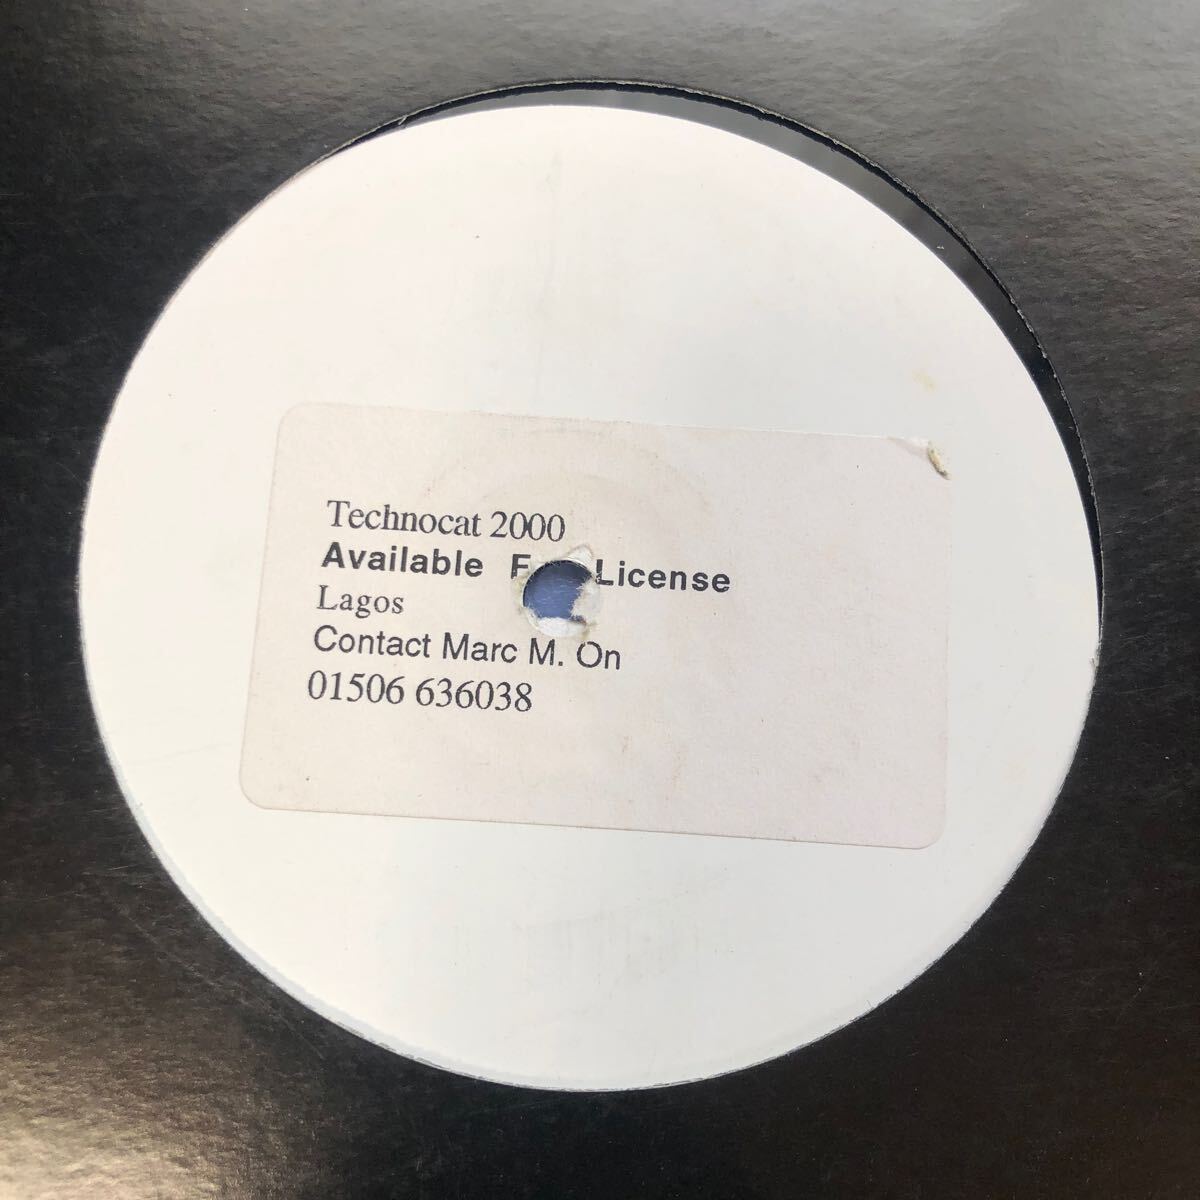 Technocat 2000
Available F License
Lagos
Contact Marc M. On
01506 636038